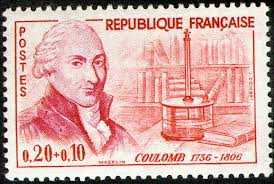 REPUBLIQUE FRANÇAISE
POSTES
0,20+0,10
COULOMB 1736 - 1806
MAZELIN